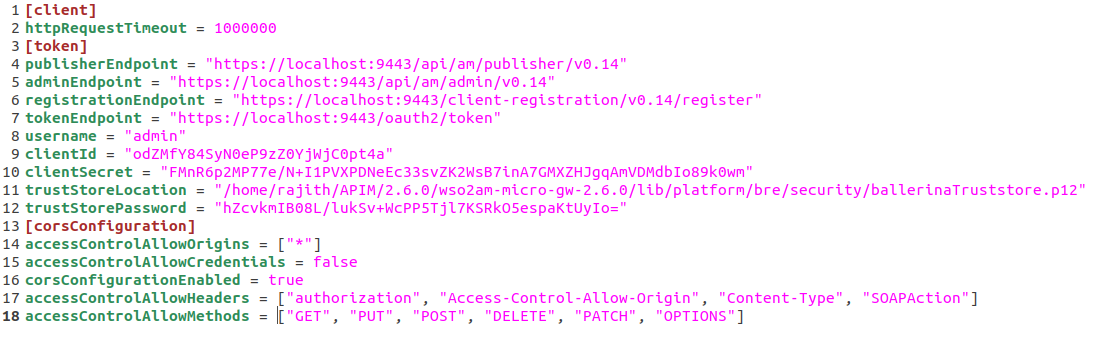 1 [client]
2 httpRequestTimeout = 1000000
3 [token]
4 publisherEndpoint = "https://localhost:9443/api/am/publisher/v0.14"
5 adminEndpoint = "https://localhost:9443/api/am/admin/v0.14"
6 registrationEndpoint = "https://localhost:9443/client-registration/v0.14/register"
7 tokenEndpoint = "https://localhost:9443/oauth2/token"
8 username = "admin"
9 clientId = "odZMfY84SyN0eP9zZ0YjWjC0pt4a"
10 clientSecret = "FMnR6p2MP77e/N+I1PVXPDNeEc33svZK2WsB7inA7GMXZHJgqAmVDMdbIo89k0wm"
11 trustStoreLocation = "/home/rajith/APIM/2.6.0/wso2am-micro-gw-2.6.0/lib/platform/bre/security/ballerinaTruststore.p12"
12 trustStorePassword = "hZcvkmIB08L/lukSv+WcPP5Tjl7KSRkO5espaKtUyIo="
13 [corsConfiguration]
14 accessControlAllowOrigins = ["*"]
15 accessControlAllowCredentials = false
16 corsConfigurationEnabled = true
17 accessControlAllowHeaders = ["authorization", "Access-Control-Allow-Origin", "Content-Type", "SOAPAction"]
18 accessControlAllowMethods = ["GET", "PUT", "POST", "DELETE", "PATCH", "OPTIONS"]